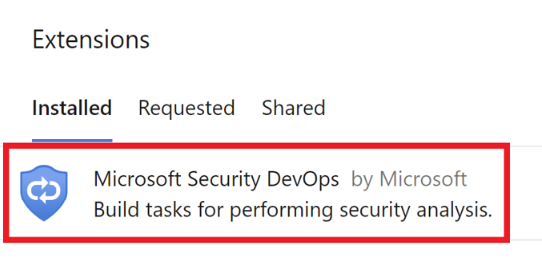 Extensions
Installed Requested Shared
Microsoft Security DevOps by Microsoft
Build tasks for performing security analysis.